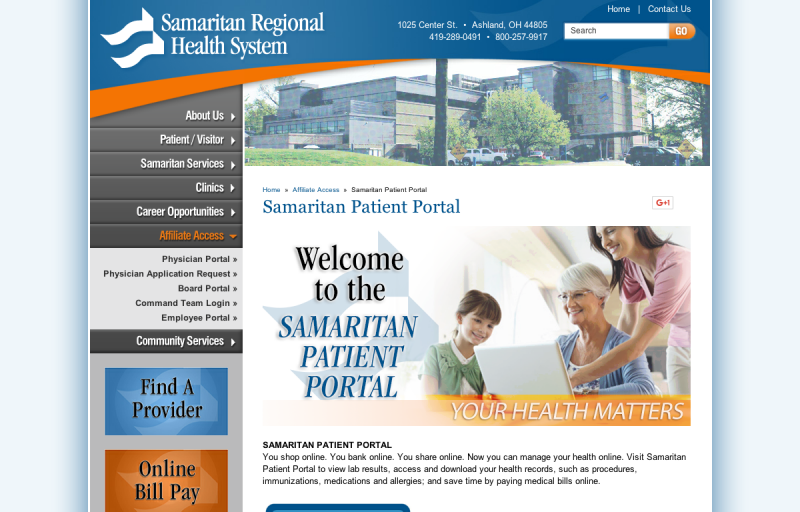 Samaritan Regional
Health System
1025 Center St. • Ashland, OH 44805
419-289-0491 • 800-257-9917
Home | Contact Us
Search
GO
About Us
Patient / Visitor
Samaritan Services
Clinics
Career Opportunities
Affiliate Access
Physician Portal »
Physician Application Request »
Board Portal »
Command Team Login »
Employee Portal »
Community Services
Find A
Provider
Online
Bill Pay
Home » Affiliate Access » Samaritan Patient Portal
Samaritan Patient Portal
G+1
Welcome
to the
SAMARITAN
PATIENT
PORTAL
YOUR HEALTH MATTERS
SAMARITAN PATIENT PORTAL
You shop online. You bank online. You share online. Now you can manage your health online. Visit Samaritan
Patient Portal to view lab results, access and download your health records, such as procedures,
immunizations, medications and allergies; and save time by paying medical bills online.